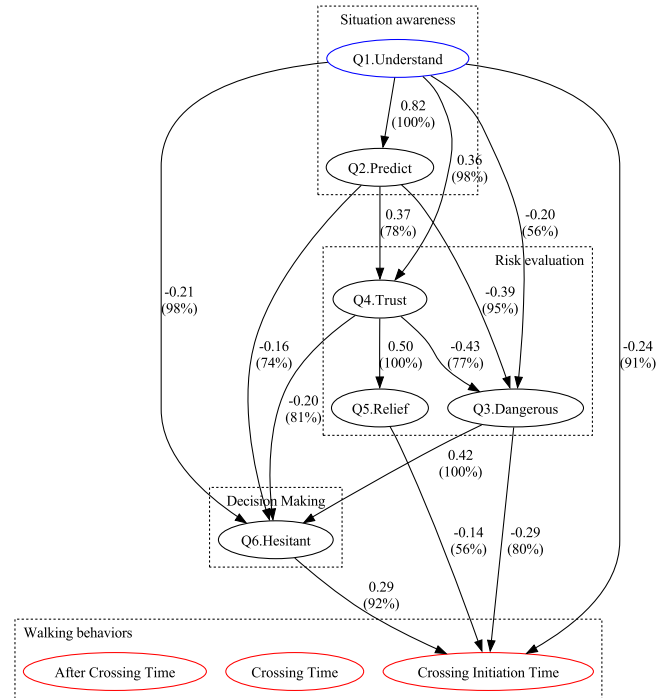 Situation awareness
Q1.Understand
0.82
(100%)
0.36
(98%)
Q2.Predict
0.37
(78%)
-0.20
(56%)
Risk evaluation
Q4.Trust
-0.21
(98%)
-0.39
(95%)
-0.16
(74%)
0.50
(100%)
-0.43
(77%)
-0.24
(91%)
-0.20
(81%)
Q5.Relief
Q3.Dangerous
0.42
(100%)
Decision Making
Q6.Hesitant
-0.14
(56%)
-0.29
(80%)
0.29
(92%)
Walking behaviors
After Crossing Time
Crossing Time
Crossing Initiation Time